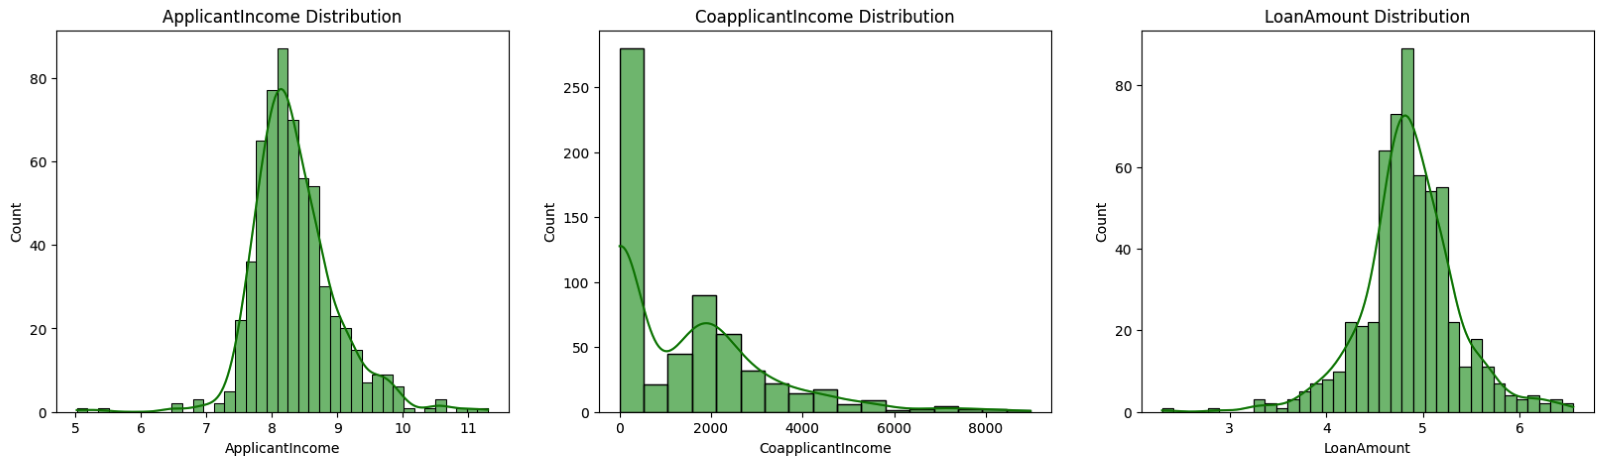 ApplicantIncome Distribution
Count
80
60
40
20
0
5 6 7 8 9 10 11
ApplicantIncome
CoapplicantIncome Distribution
Count
250
200
150
100
50
0
0 2000 4000 6000 8000
CoapplicantIncome
LoanAmount Distribution
Count
80
60
40
20
0
3 4 5 6
LoanAmount